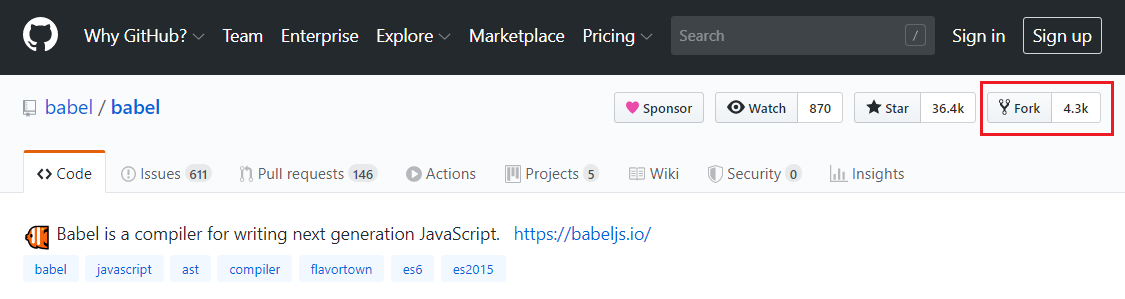 Why GitHub? Team Enterprise Explore Marketplace Pricing Search / Sign in Sign up
babel / babel Sponsor Watch 870 Star 36.4k Fork 4.3k
Code Issues 611 Pull requests 146 Actions Projects 5 Wiki Security 0 Insights
Babel is a compiler for writing next generation JavaScript. https://babeljs.io/
babel javascript ast compiler flavortown es6 es2015